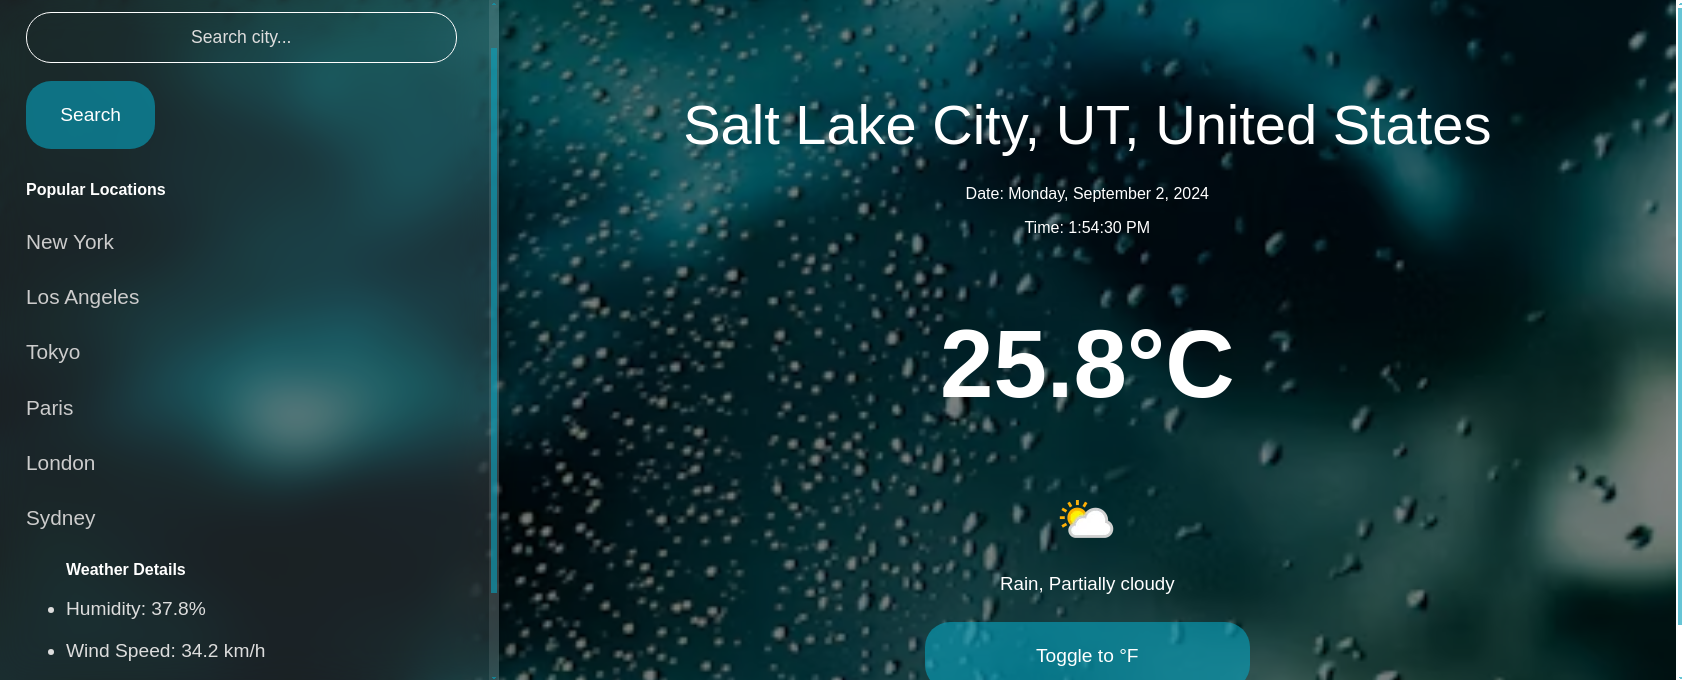 Search city...
Search
Popular Locations
New York
Los Angeles
Tokyo
Paris
London
Sydney
Weather Details
Humidity: 37.8%
Wind Speed: 34.2 km/h
Salt Lake City, UT, United States
Date: Monday, September 2, 2024
Time: 1:54:30 PM
25.8°C
Rain, Partially cloudy
Toggle to °F